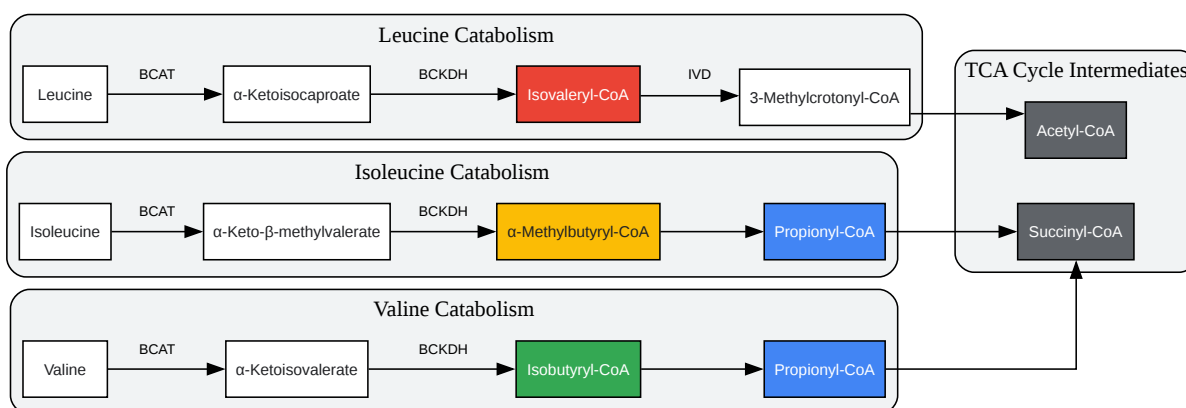 Leucine Catabolism
BCAT
BCKDH
IVD
Leucine
α-Ketoisocaproate
Isovaleryl-CoA
3-Methylcrotonyl-CoA
TCA Cycle Intermediates
Acetyl-CoA
Succinyl-CoA
Isoleucine Catabolism
BCAT
BCKDH
Isoleucine
α-Keto-β-methylvalerate
α-Methylbutyryl-CoA
Propionyl-CoA
Valine Catabolism
BCAT
BCKDH
Valine
α-Ketoisovalerate
Isobutyryl-CoA
Propionyl-CoA